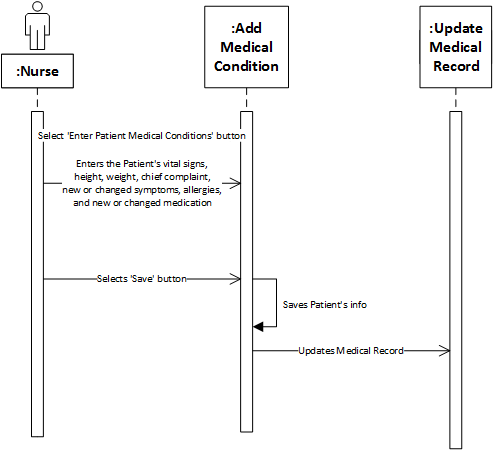 :Nurse
:Add
Medical
Condition
:Update
Medical
Record
Select 'Enter Patient Medical Conditions' button
Enters the Patient's vital signs,
height, weight, chief complaint,
new or changed symptoms, allergies,
and new or changed medication
Selects 'Save' button
Saves Patient's info
Updates Medical Record